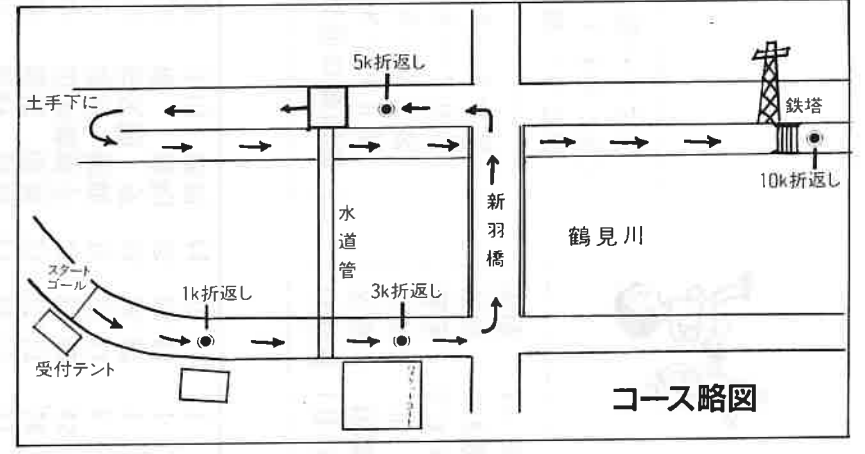 5k折返し
土手下に
鉄塔
10k折返し
水道管
新羽橋
鶴見川
スタート
ゴール
1k折返し
3k折返し
受付テント
コース略図